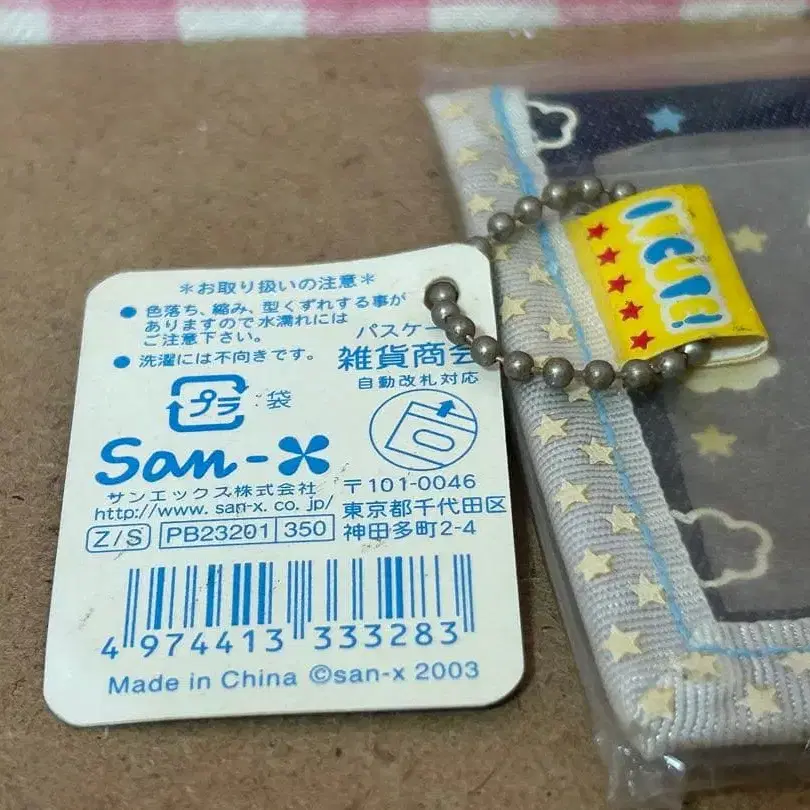 *お取り扱いの注意*
● 色落ち、縮み、型くずれする事が
ありますので水濡れには
ご注意下さい。
● 洗濯には不向きです。
パスケー
雑貨商会
自動改札対応
プラ :袋
San-X
サンエックス株式会社
http://www.san-x.co.jp/
〒101-0046
東京都千代田区
神田多町2-4
Z/S PB23201 350
4 974413 333283
Made in China ©san-x 2003